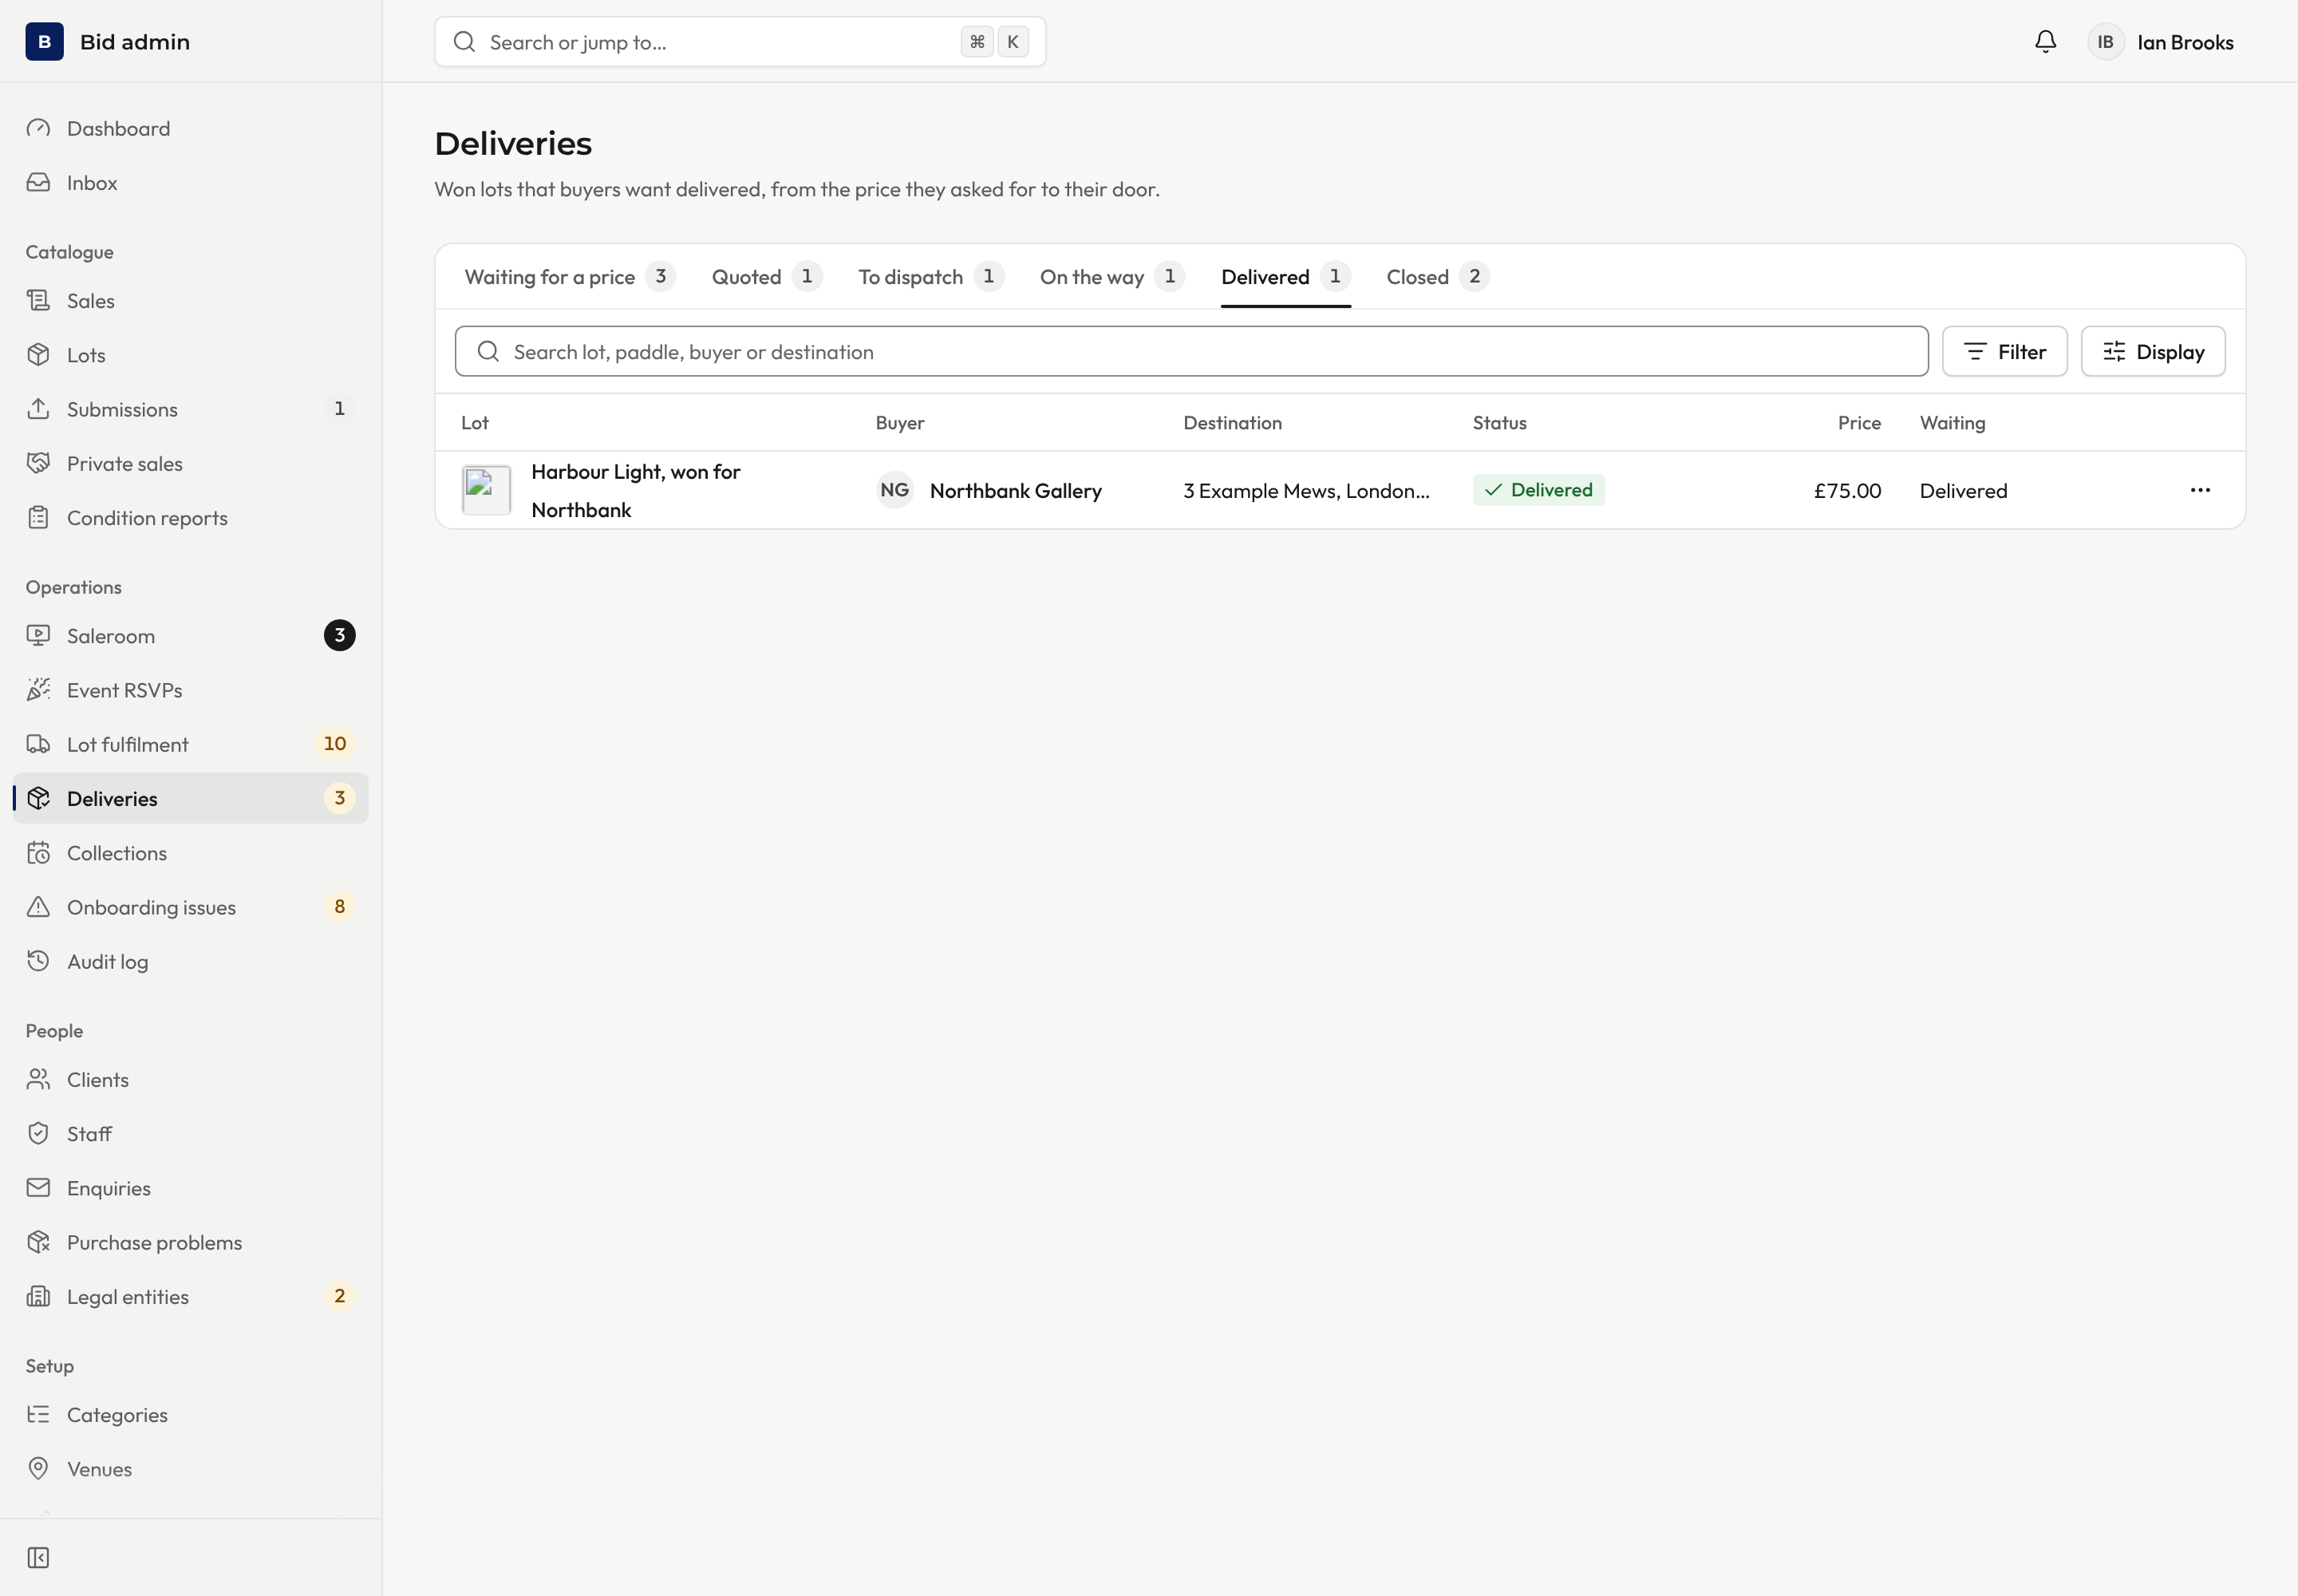 B Bid admin
Search or jump to... ⌘ K
IB Ian Brooks
Dashboard
Inbox
Catalogue
Sales
Lots
Submissions 1
Private sales
Condition reports
Operations
Saleroom 3
Event RSVPs
Lot fulfilment 10
Deliveries 3
Collections
Onboarding issues 8
Audit log
People
Clients
Staff
Enquiries
Purchase problems
Legal entities 2
Setup
Categories
Venues
Deliveries
Won lots that buyers want delivered, from the price they asked for to their door.
Waiting for a price 3 Quoted 1 To dispatch 1 On the way 1 Delivered 1 Closed 2
Search lot, paddle, buyer or destination Filter Display
Lot Buyer Destination Status Price Waiting
Harbour Light, won for
Northbank
NG Northbank Gallery 3 Example Mews, London... Delivered £75.00 Delivered